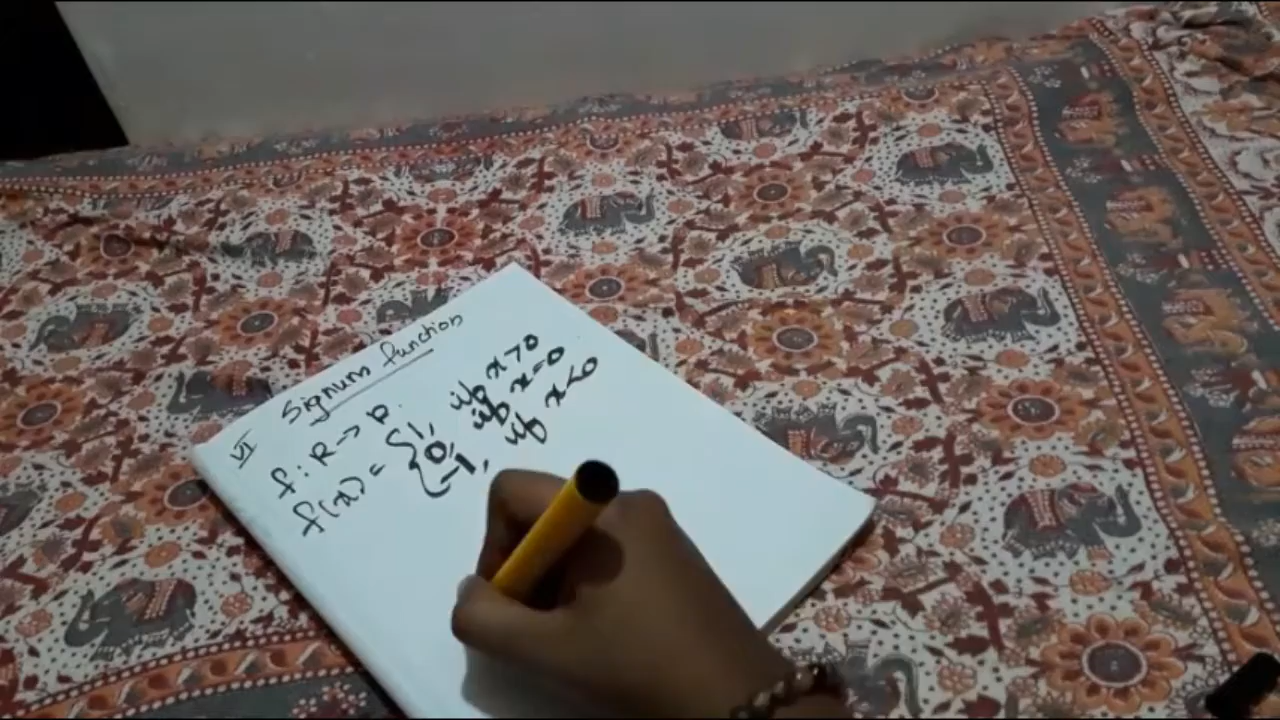 VI Signum function
f : R → R.
f(x) = { 1, if x>0
0, if x=0
-1, if x<0